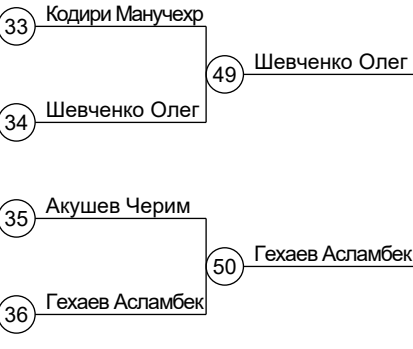 Кодири Манучехр
33
49
Шевченко Олег
Шевченко Олег
34
Акушев Черим
35
50
Гехаев Асламбек
Гехаев Асламбек
36